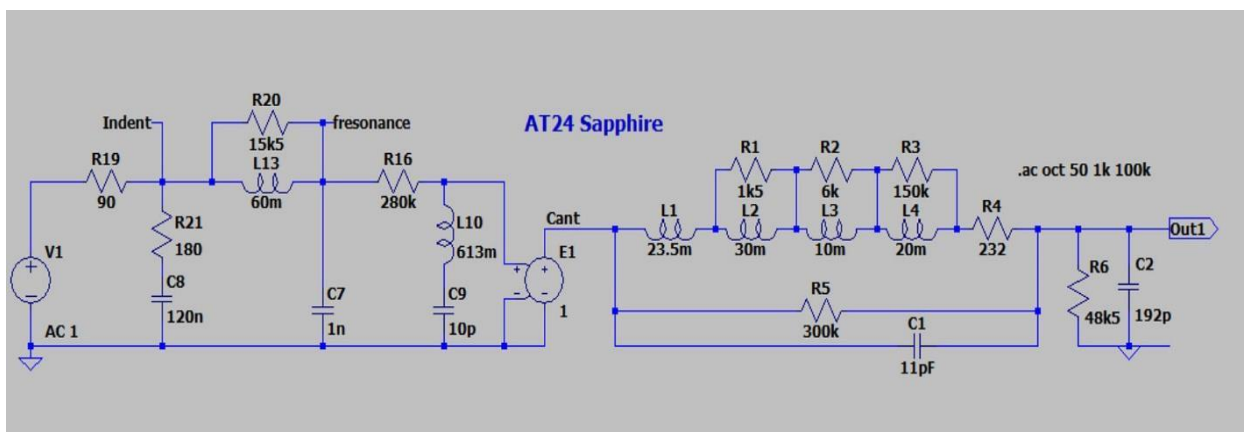 R20
Indent
fresonance
AT24 Sapphire
15k5
R19
L13
R16
R1
R2
R3
.ac oct 50 1k 100k
90
60m
280k
1k5
6k
150k
R21
L10
Cant
L1
L2
L3
L4
R4
Out1
180
613m
E1
23.5m
30m
10m
20m
232
V1
+
-
C8
C7
C9
+
-
+
-
R5
R6
C2
120n
1n
10p
1
300k
C1
48k5
192p
AC 1
11pF